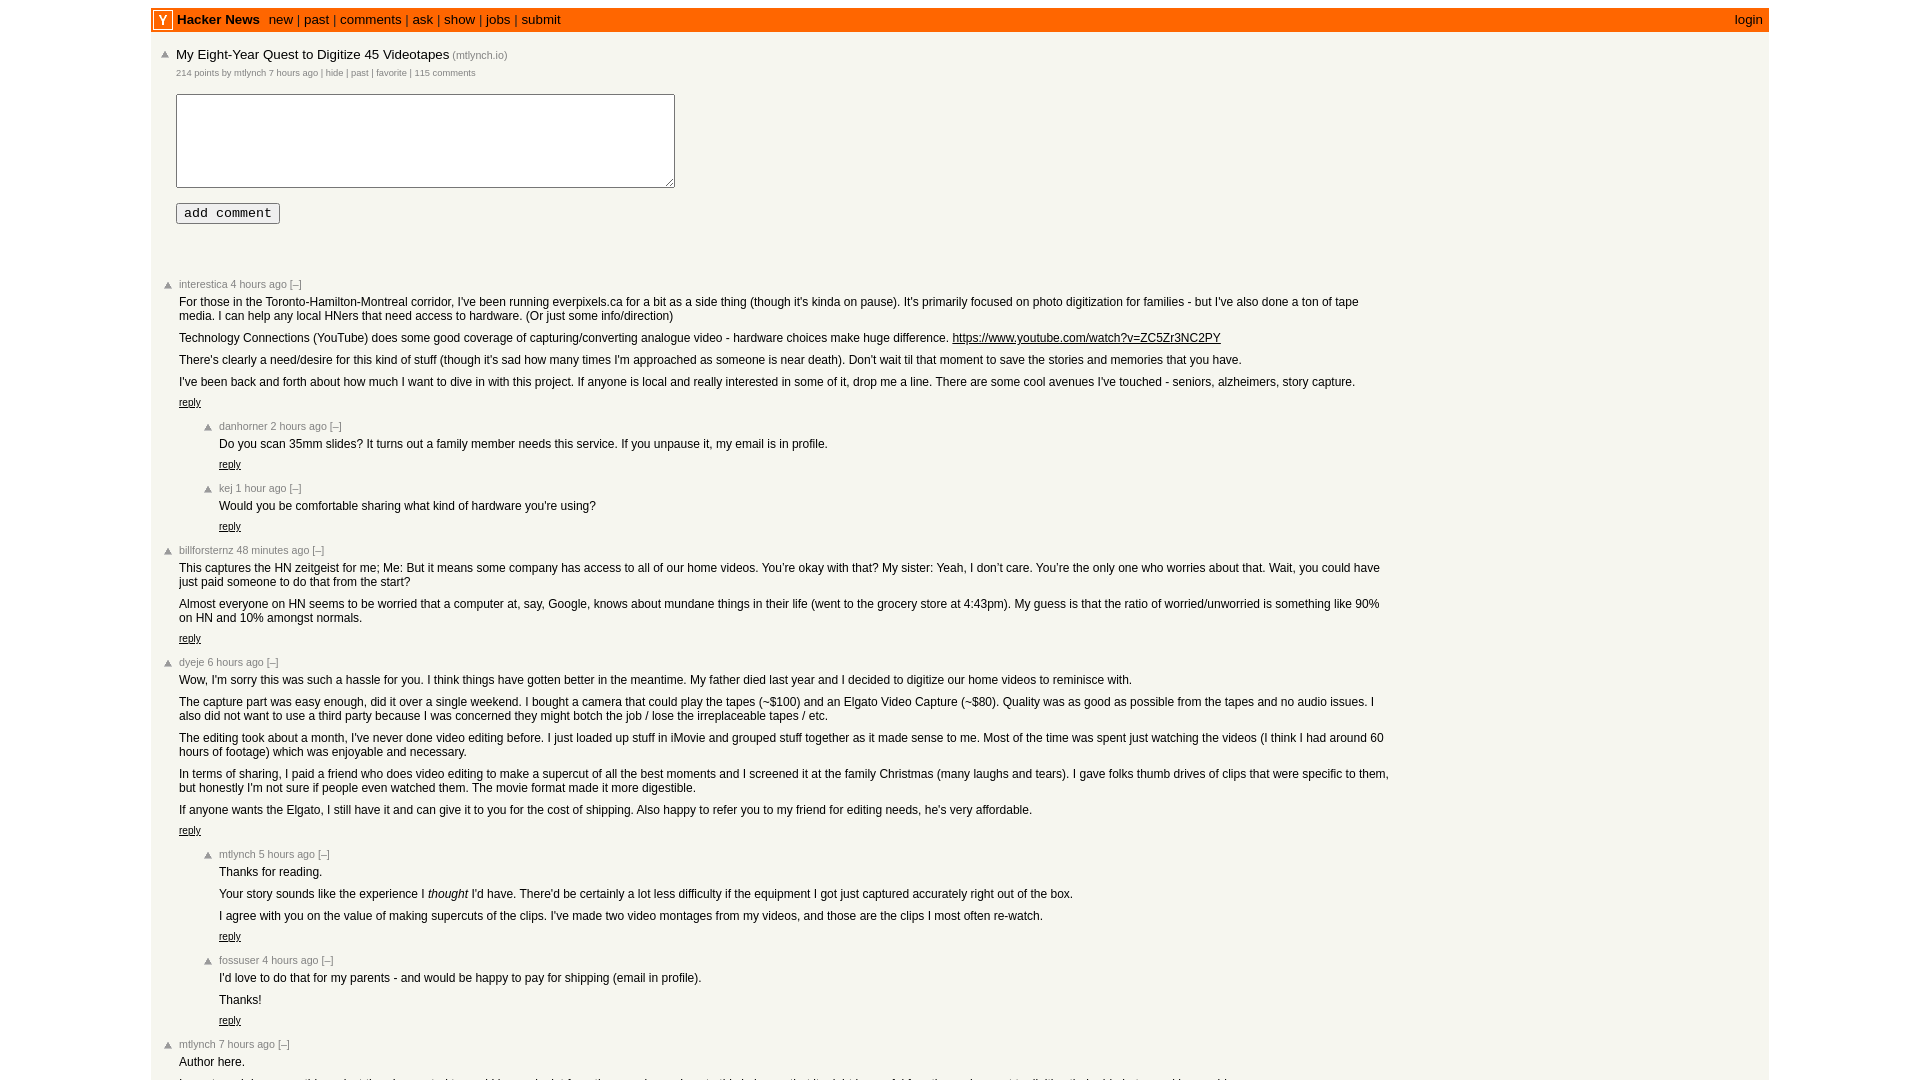 Y Hacker News new | past | comments | ask | show | jobs | submit login
My Eight-Year Quest to Digitize 45 Videotapes (mtlynch.io)
214 points by mtlynch 7 hours ago | hide | past | favorite | 115 comments
add comment
interestica 4 hours ago [–]
For those in the Toronto-Hamilton-Montreal corridor, I've been running everpixels.ca for a bit as a side thing (though it's kinda on pause). It's primarily focused on photo digitization for families - but I've also done a ton of tape
media. I can help any local HNers that need access to hardware. (Or just some info/direction)
Technology Connections (YouTube) does some good coverage of capturing/converting analogue video - hardware choices make huge difference. https://www.youtube.com/watch?v=ZC5Zr3NC2PY
There's clearly a need/desire for this kind of stuff (though it's sad how many times I'm approached as someone is near death). Don't wait til that moment to save the stories and memories that you have.
I've been back and forth about how much I want to dive in with this project. If anyone is local and really interested in some of it, drop me a line. There are some cool avenues I've touched - seniors, alzheimers, story capture.
reply
danhorner 2 hours ago [–]
Do you scan 35mm slides? It turns out a family member needs this service. If you unpause it, my email is in profile.
reply
kej 1 hour ago [–]
Would you be comfortable sharing what kind of hardware you're using?
reply
billforsternz 48 minutes ago [–]
This captures the HN zeitgeist for me; Me: But it means some company has access to all of our home videos. You’re okay with that? My sister: Yeah, I don’t care. You’re the only one who worries about that. Wait, you could have
just paid someone to do that from the start?
Almost everyone on HN seems to be worried that a computer at, say, Google, knows about mundane things in their life (went to the grocery store at 4:43pm). My guess is that the ratio of worried/unworried is something like 90%
on HN and 10% amongst normals.
reply
dyeje 6 hours ago [–]
Wow, I'm sorry this was such a hassle for you. I think things have gotten better in the meantime. My father died last year and I decided to digitize our home videos to reminisce with.
The capture part was easy enough, did it over a single weekend. I bought a camera that could play the tapes (~$100) and an Elgato Video Capture (~$80). Quality was as good as possible from the tapes and no audio issues. I
also did not want to use a third party because I was concerned they might botch the job / lose the irreplaceable tapes / etc.
The editing took about a month, I've never done video editing before. I just loaded up stuff in iMovie and grouped stuff together as it made sense to me. Most of the time was spent just watching the videos (I think I had around 60
hours of footage) which was enjoyable and necessary.
In terms of sharing, I paid a friend who does video editing to make a supercut of all the best moments and I screened it at the family Christmas (many laughs and tears). I gave folks thumb drives of clips that were specific to them,
but honestly I'm not sure if people even watched them. The movie format made it more digestible.
If anyone wants the Elgato, I still have it and can give it to you for the cost of shipping. Also happy to refer you to my friend for editing needs, he's very affordable.
reply
mtlynch 5 hours ago [–]
Thanks for reading.
Your story sounds like the experience I thought I'd have. There'd be certainly a lot less difficulty if the equipment I got just captured accurately right out of the box.
I agree with you on the value of making supercuts of the clips. I've made two video montages from my videos, and those are the clips I most often re-watch.
reply
fossuser 4 hours ago [–]
I'd love to do that for my parents - and would be happy to pay for shipping (email in profile).
Thanks!
reply
mtlynch 7 hours ago [–]
Author here.